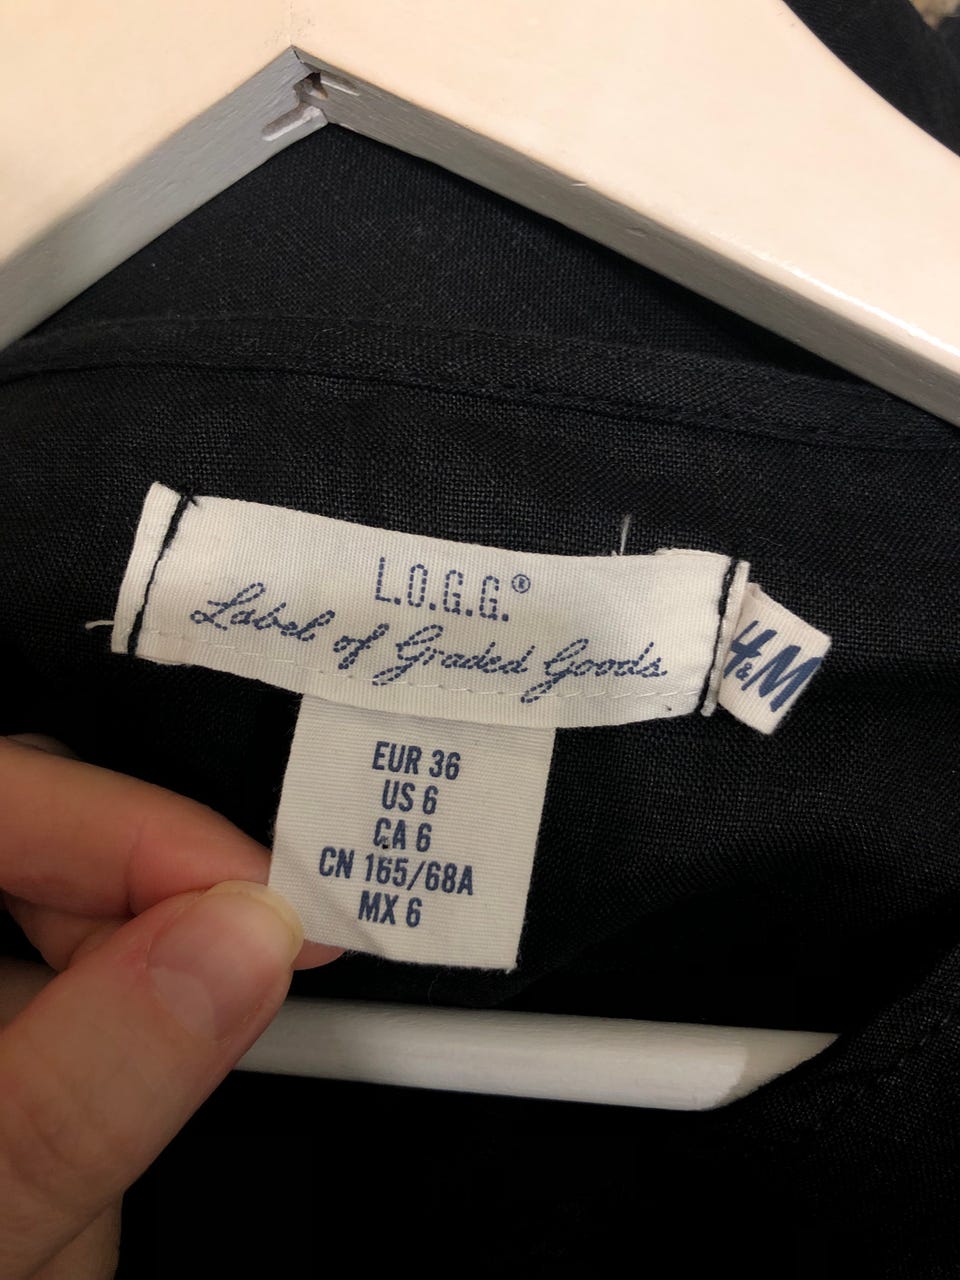 L.O.G.G.®
Label of Graded Goods
H&M
EUR 36
US 6
CA 6
CN 165/68A
MX 6